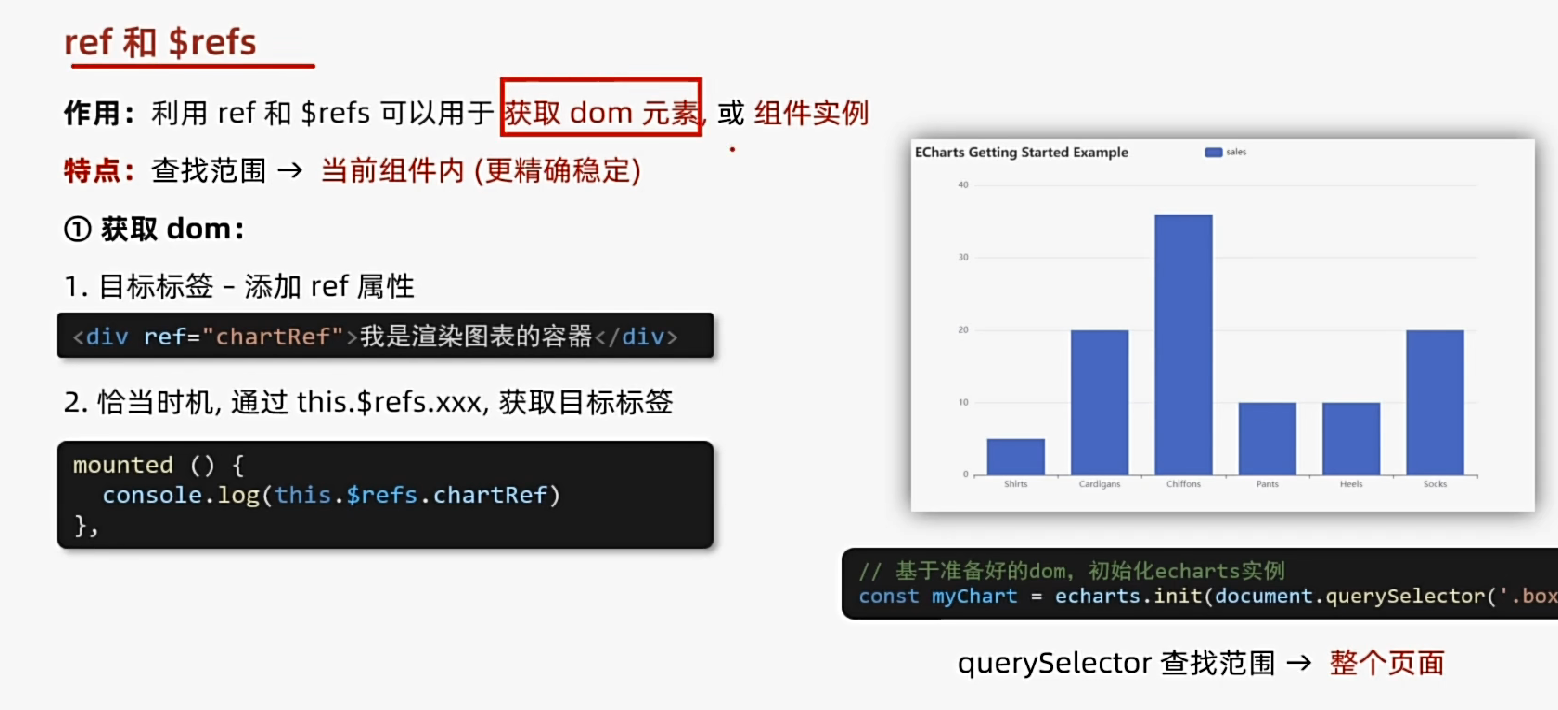 ref 和 $refs
作用：利用 ref 和 $refs 可以用于 获取 dom 元素, 或 组件实例
特点：查找范围 → 当前组件内 (更精确稳定)
① 获取 dom：
1. 目标标签 – 添加 ref 属性
<div ref="chartRef">我是渲染图表的容器</div>
2. 恰当时机, 通过 this.$refs.xxx, 获取目标标签
mounted () {
console.log(this.$refs.chartRef)
},
ECharts Getting Started Example
sales
40
30
20
10
0
Shirts Cardigans Chiffons Pants Heels Socks
// 基于准备好的dom，初始化echarts实例
const myChart = echarts.init(document.querySelector('.box
querySelector 查找范围 → 整个页面